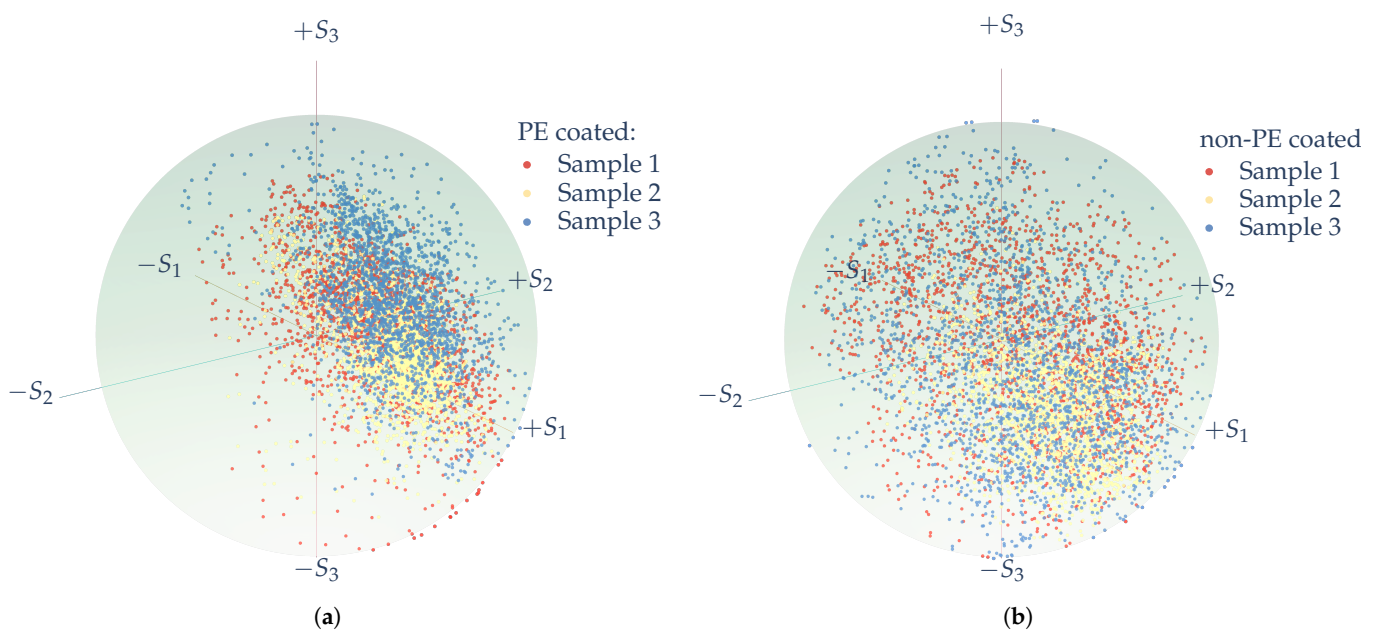 +S₃
PE coated:
Sample 1
Sample 2
Sample 3
−S₁
+S₂
−S₂
+S₁
−S₃
(a)
+S₃
non-PE coated
Sample 1
Sample 2
Sample 3
−S₁
+S₂
−S₂
+S₁
−S₃
(b)